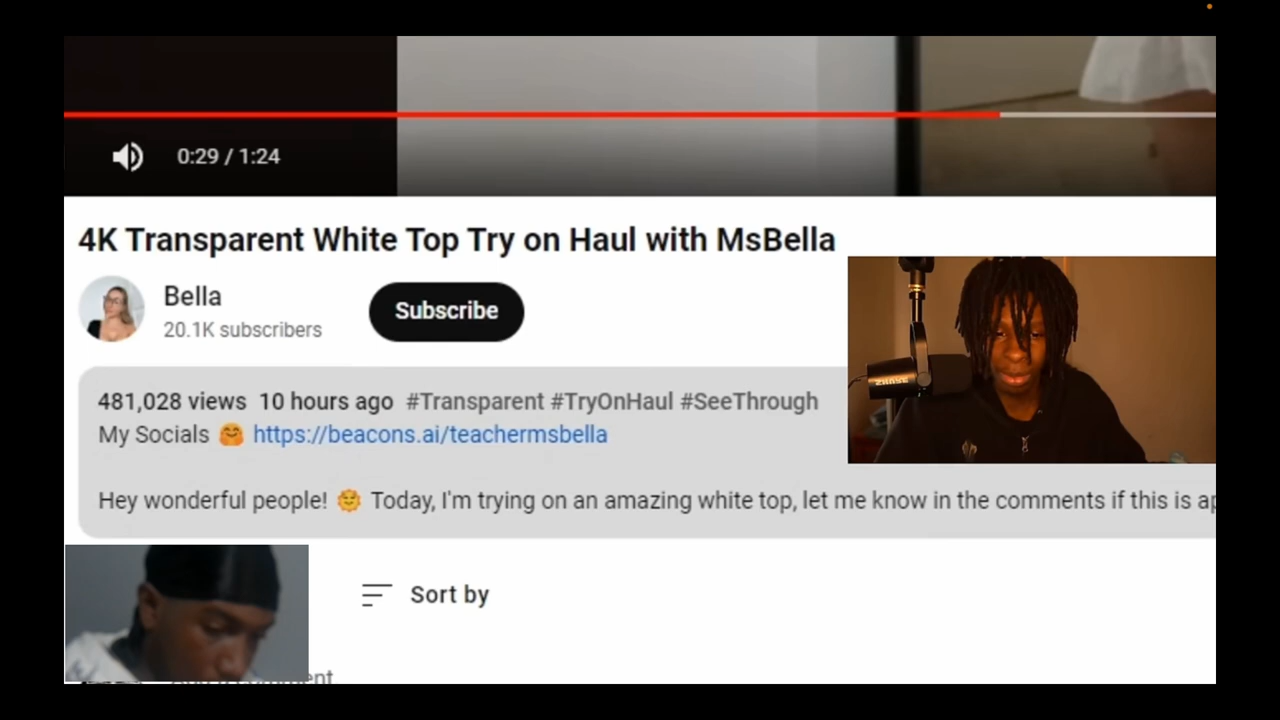 0:29 / 1:24
4K Transparent White Top Try on Haul with MsBella
Bella
20.1K subscribers
Subscribe
481,028 views 10 hours ago #Transparent #TryOnHaul #SeeThrough
My Socials 🤗 https://beacons.ai/teachermsbella
Hey wonderful people! 🌞 Today, I'm trying on an amazing white top, let me know in the comments if this is ap
Sort by